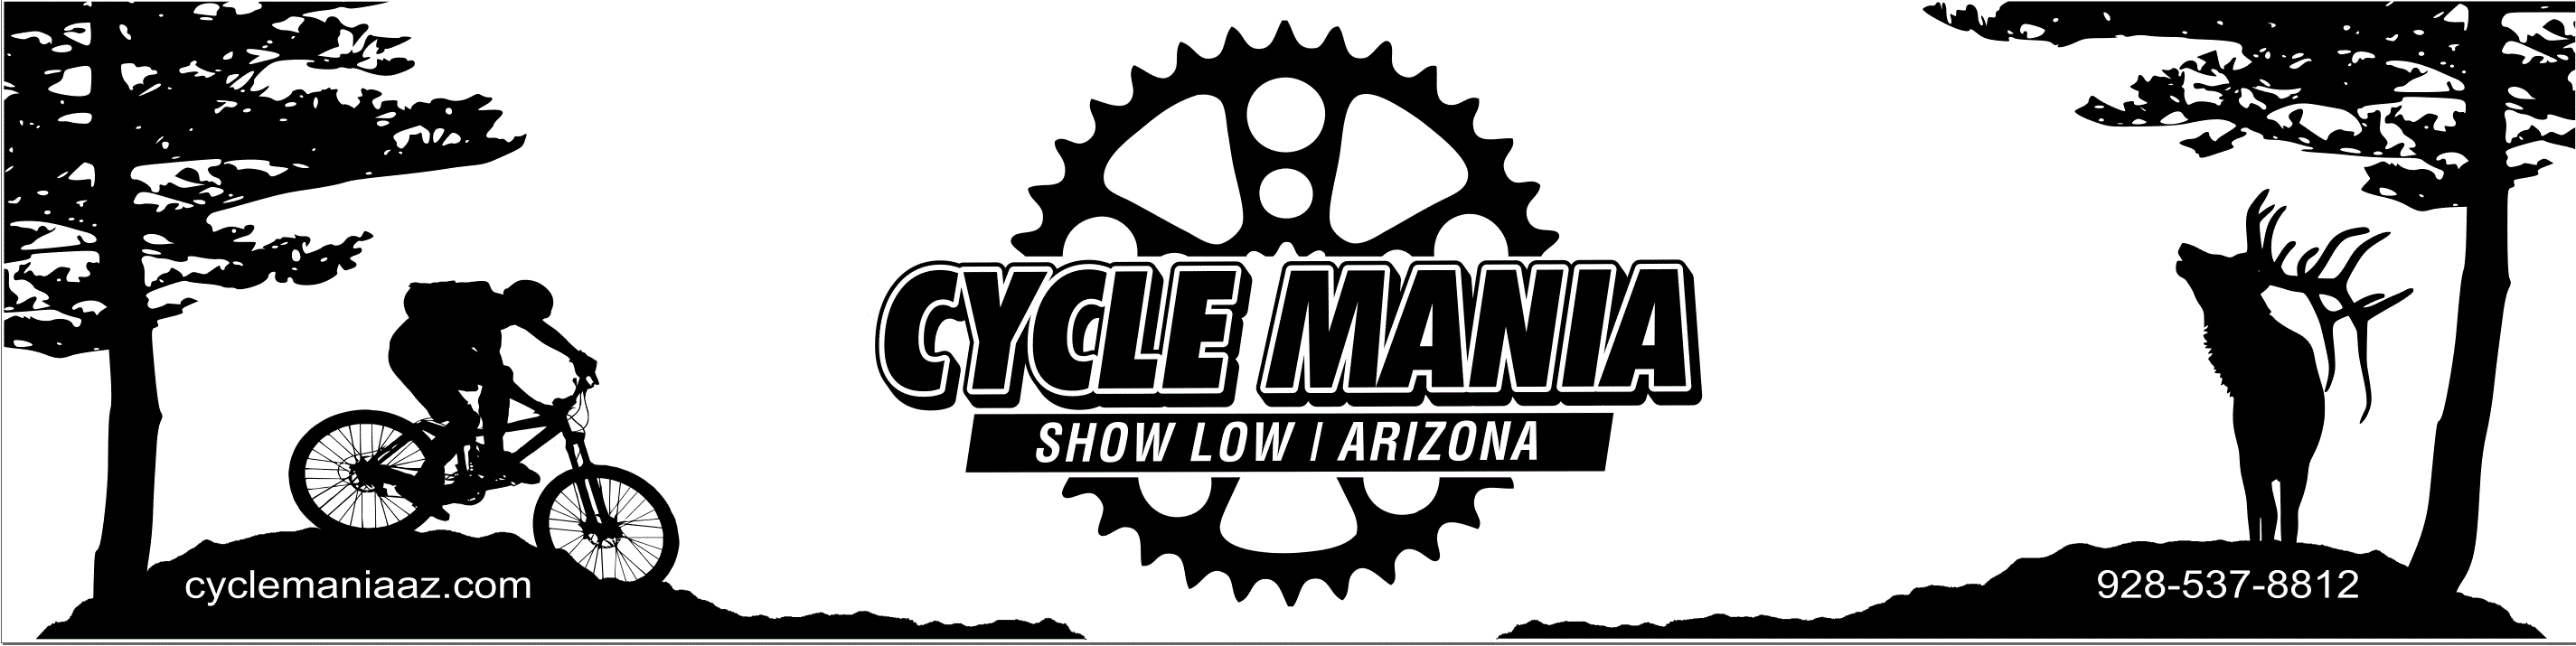 CYCLE MANIA
SHOW LOW / ARIZONA
cyclemaniaaz.com
928-537-8812